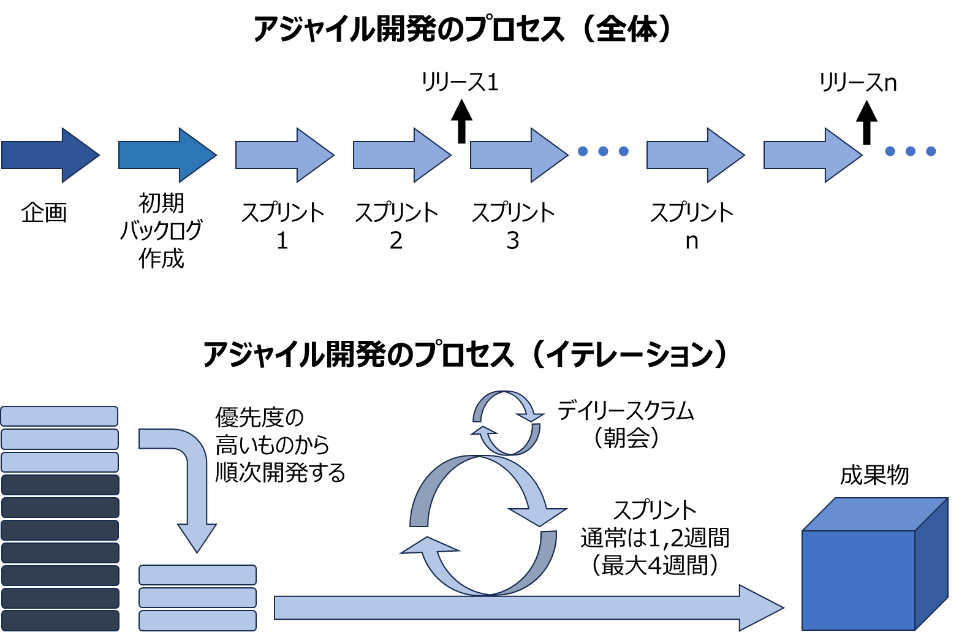 アジャイル開発のプロセス（全体）
リリース1
リリースn
企画
初期
バックログ
作成
スプリント
1
スプリント
2
スプリント
3
スプリント
n
アジャイル開発のプロセス（イテレーション）
優先度の
高いものから
順次開発する
デイリースクラム
（朝会）
スプリント
通常は1,2週間
（最大4週間）
成果物